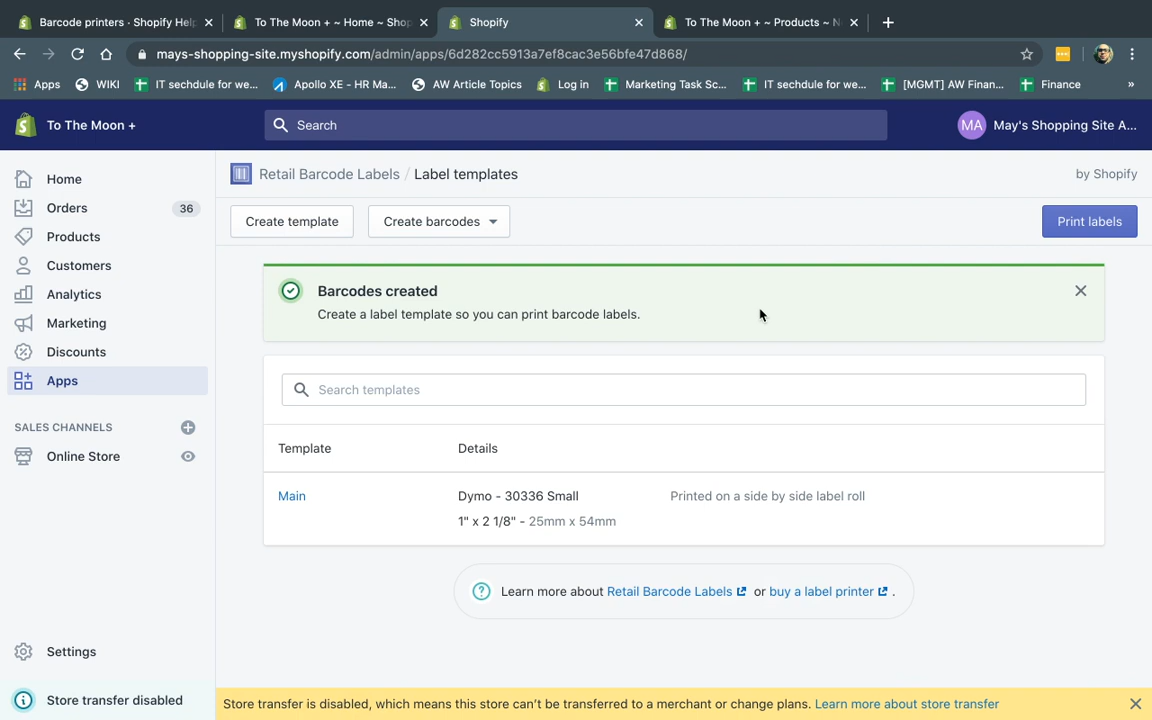 Barcode printers · Shopify Hel
To The Moon + ~ Home ~ Shop
Shopify
To The Moon + ~ Products ~ N
mays-shopping-site.myshopify.com/admin/apps/6d282cc5913a7ef8cac3e56bfe47d868/
Apps WIKI IT sechdule for we... Apollo XE - HR Ma... AW Article Topics Log in Marketing Task Sc... IT sechdule for we... [MGMT] AW Finan... Finance »
To The Moon +
Search
MA May's Shopping Site A...
Home
Orders 36
Products
Customers
Analytics
Marketing
Discounts
Apps
SALES CHANNELS
Online Store
Settings
Store transfer disabled
Retail Barcode Labels / Label templates
by Shopify
Create template Create barcodes Print labels
Barcodes created
Create a label template so you can print barcode labels.
Search templates
Template Details
Main Dymo - 30336 Small Printed on a side by side label roll
1" x 2 1/8" - 25mm x 54mm
? Learn more about Retail Barcode Labels or buy a label printer .
Store transfer is disabled, which means this store can't be transferred to a merchant or change plans. Learn more about store transfer